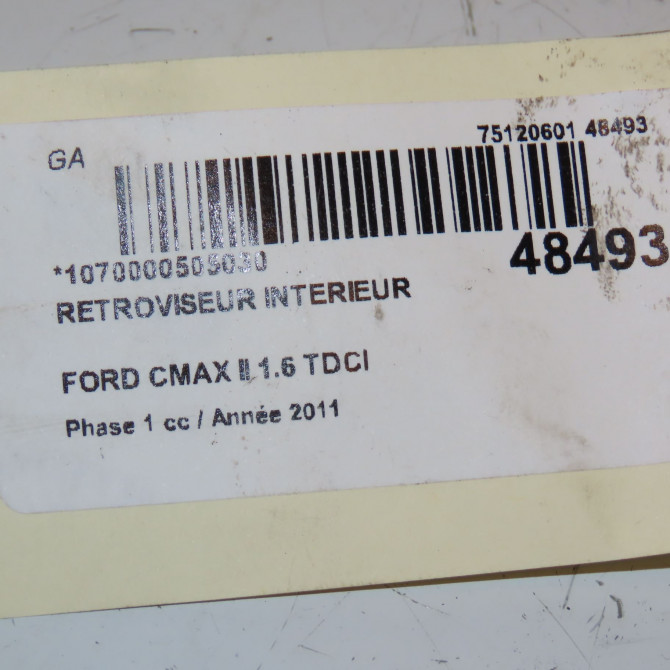 75120601 48493
GA
48493
*1070000505030
RETROVISEUR INTERIEUR
FORD CMAX II 1.6 TDCI
Phase 1 cc / Année 2011